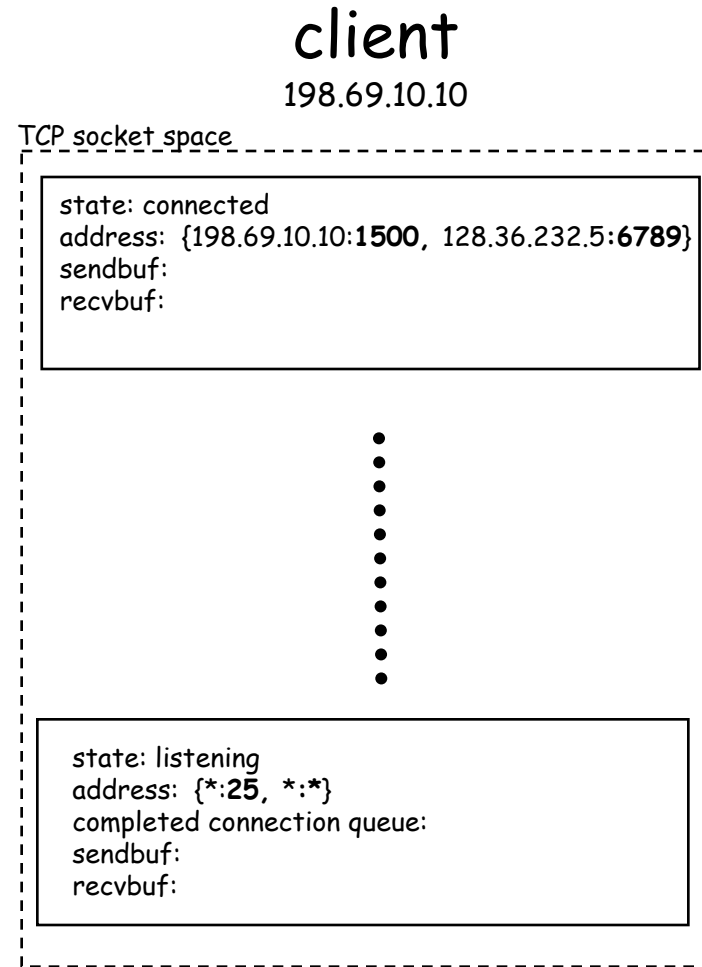 client
198.69.10.10
TCP socket space
state: connected
address: {198.69.10.10:1500, 128.36.232.5:6789}
sendbuf:
recvbuf:
state: listening
address: {*:25, *:*}
completed connection queue:
sendbuf:
recvbuf: